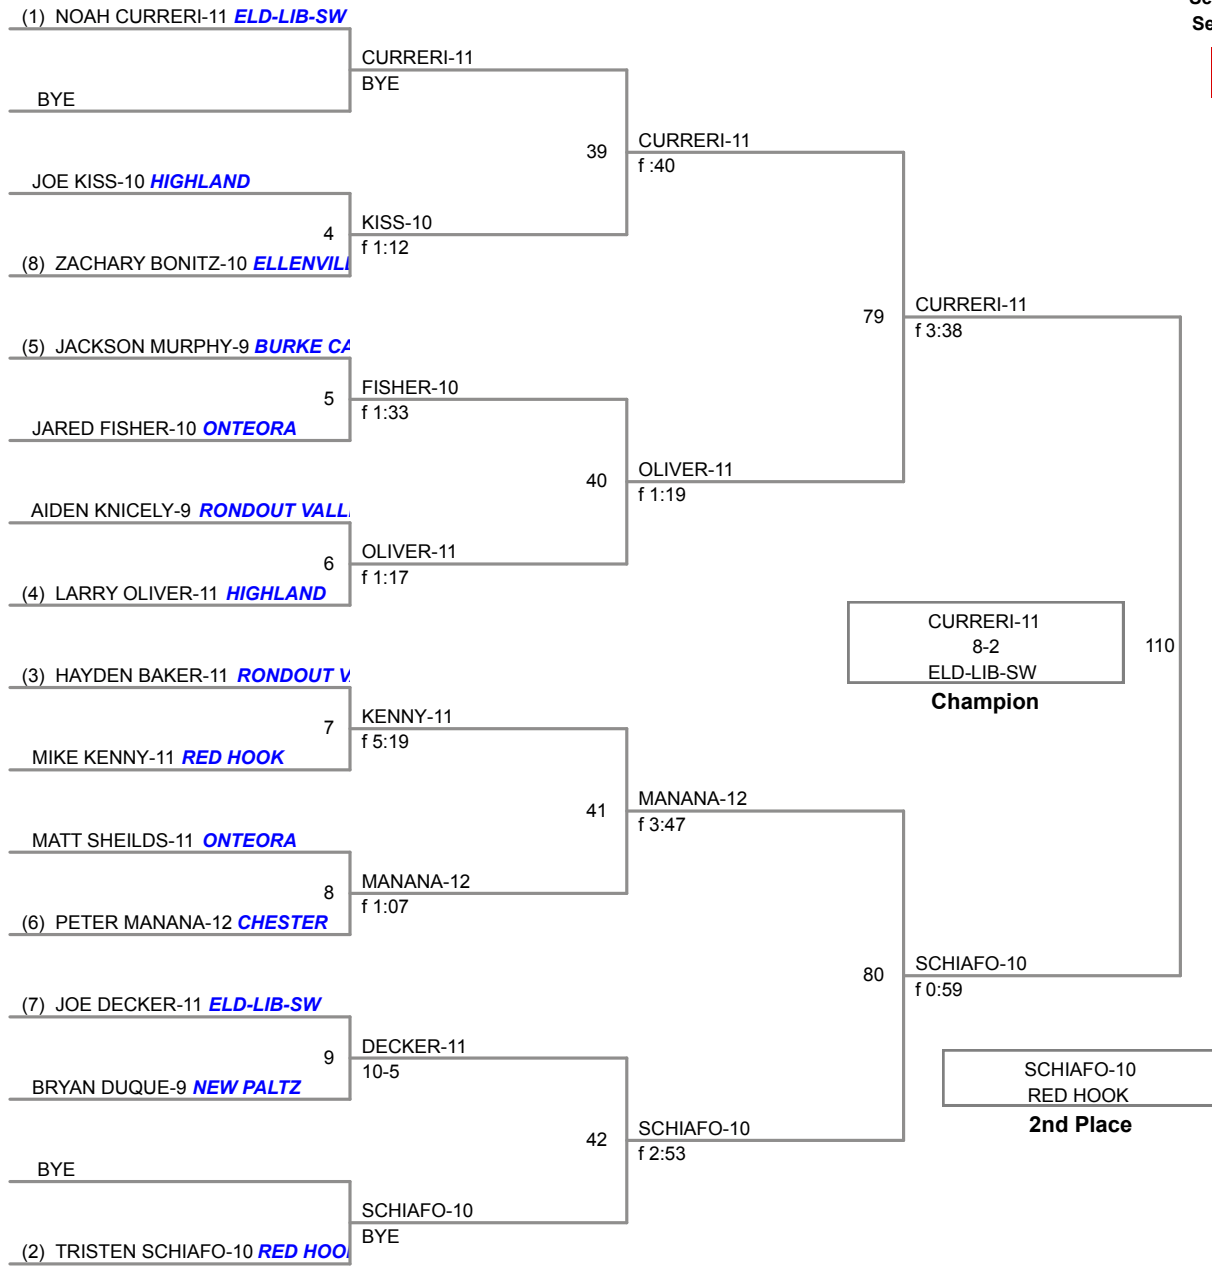 (1) NOAH CURRERI-11 ELD-LIB-SW
BYE
CURRERI-11
BYE
JOE KISS-10 HIGHLAND
4
(8) ZACHARY BONITZ-10
KISS-10
f 1:12
39
CURRERI-11
f :40
(5) JACKSON MURPHY-9 BURKE
5
JARED FISHER-10 ONTEORA
FISHER-10
f 1:33
AIDEN KNICELY-9 RONDOUT
6
(4) LARRY OLIVER-11 HIGHLAND
OLIVER-11
f 1:17
40
OLIVER-11
f 1:19
79
CURRERI-11
f 3:38
(3) HAYDEN BAKER-11 RONDOUT
7
MIKE KENNY-11 RED HOOK
KENNY-11
f 5:19
MATT SHEILDS-11 ONTEORA
8
(6) PETER MANANA-12 CHESTER
MANANA-12
f 1:07
41
MANANA-12
f 3:47
(7) JOE DECKER-11 ELD-LIB-SW
9
BRYAN DUQUE-9 NEW PALTZ
DECKER-11
10-5
BYE
(2) TRISTEN SCHIAFO-10 RED
SCHIAFO-10
BYE
42
SCHIAFO-10
f 2:53
80
SCHIAFO-10
f 0:59
110
CURRERI-11
8-2
ELD-LIB-SW
Champion
SCHIAFO-10
RED HOOK
2nd Place